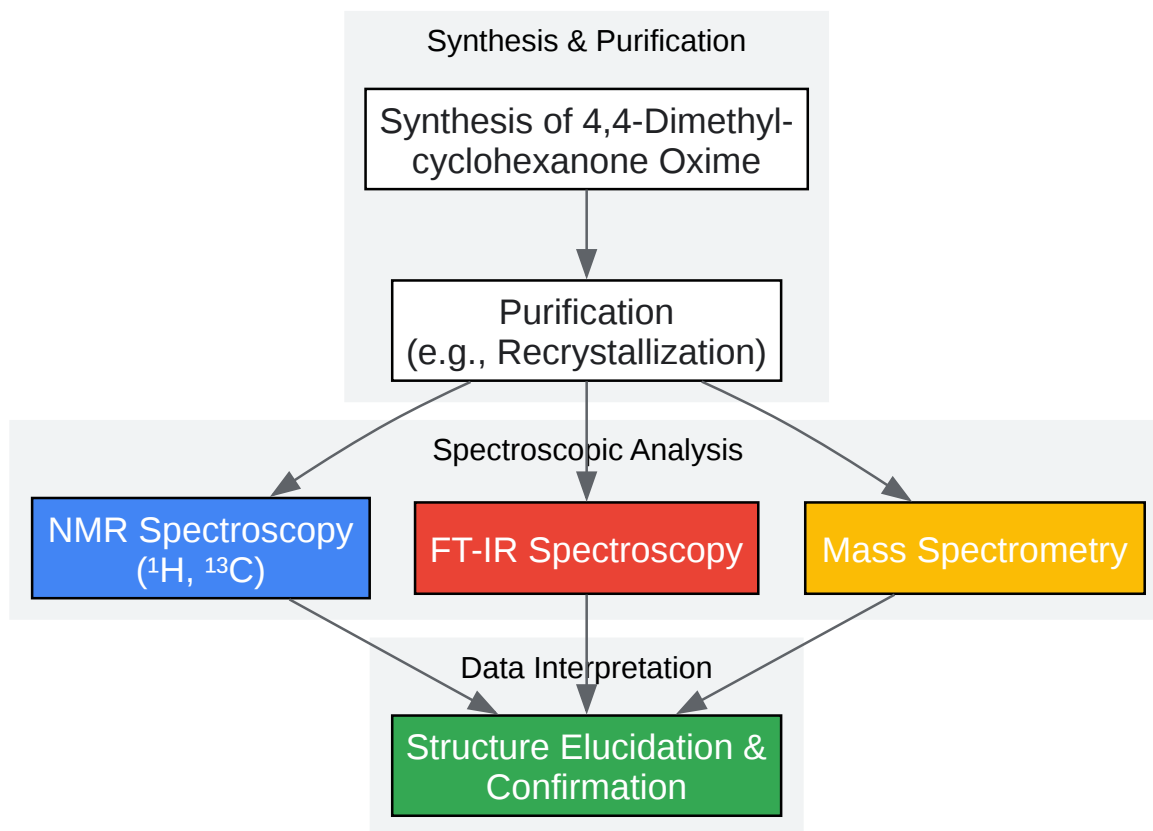 Synthesis & Purification
Synthesis of 4,4-Dimethyl-
cyclohexanone Oxime
Purification
(e.g., Recrystallization)
Spectroscopic Analysis
NMR Spectroscopy
(¹H, ¹³C)
FT-IR Spectroscopy
Mass Spectrometry
Data Interpretation
Structure Elucidation &
Confirmation